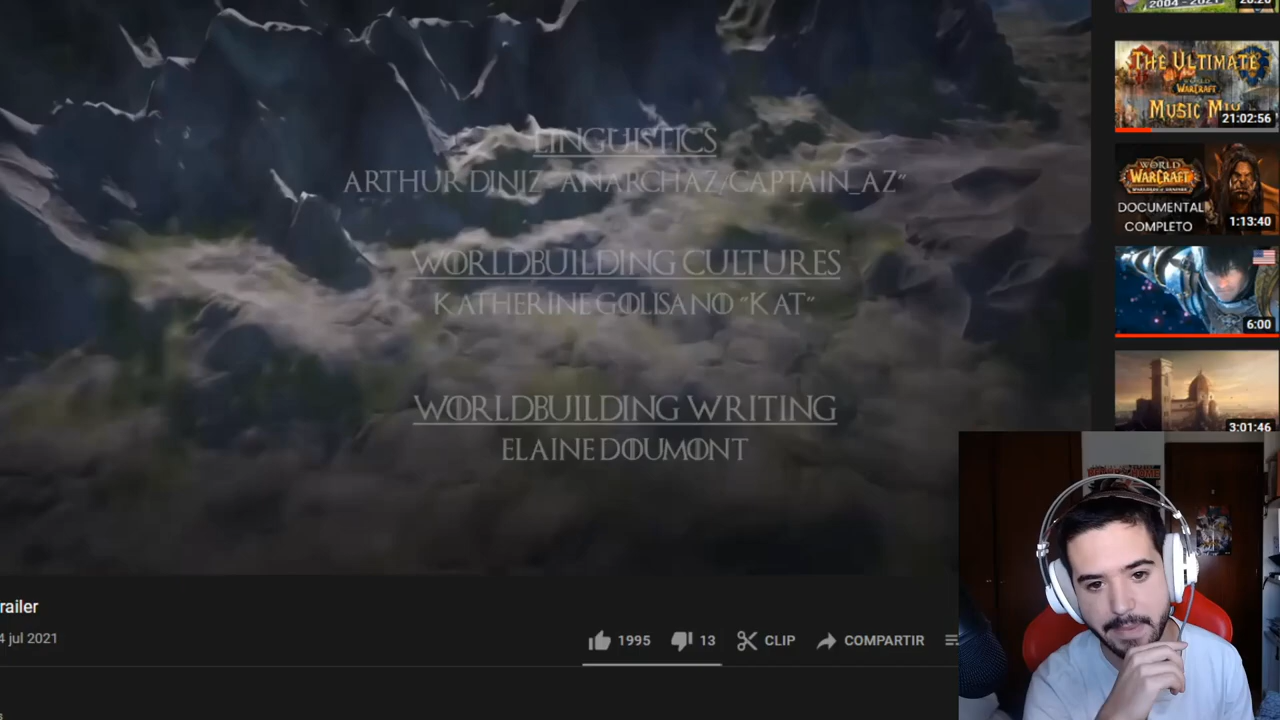 LINGUISTICS
ARTHUR DINIZ "ANARCHAZ/CAPTAIN_AZ"
WORLDBUILDING CULTURES
KATHERINE GOLISANO "KAT"
WORLDBUILDING WRITING
ELAINE DOUMONT
railer
4 jul 2021
1995
13
CLIP
COMPARTIR
2004 - 2021
20:20
THE ULTIMATE
WARCRAFT
MUSIC MIX
21:02:56
WORLD
WARCRAFT
DOCUMENTAL
COMPLETO
1:13:40
6:00
3:01:46